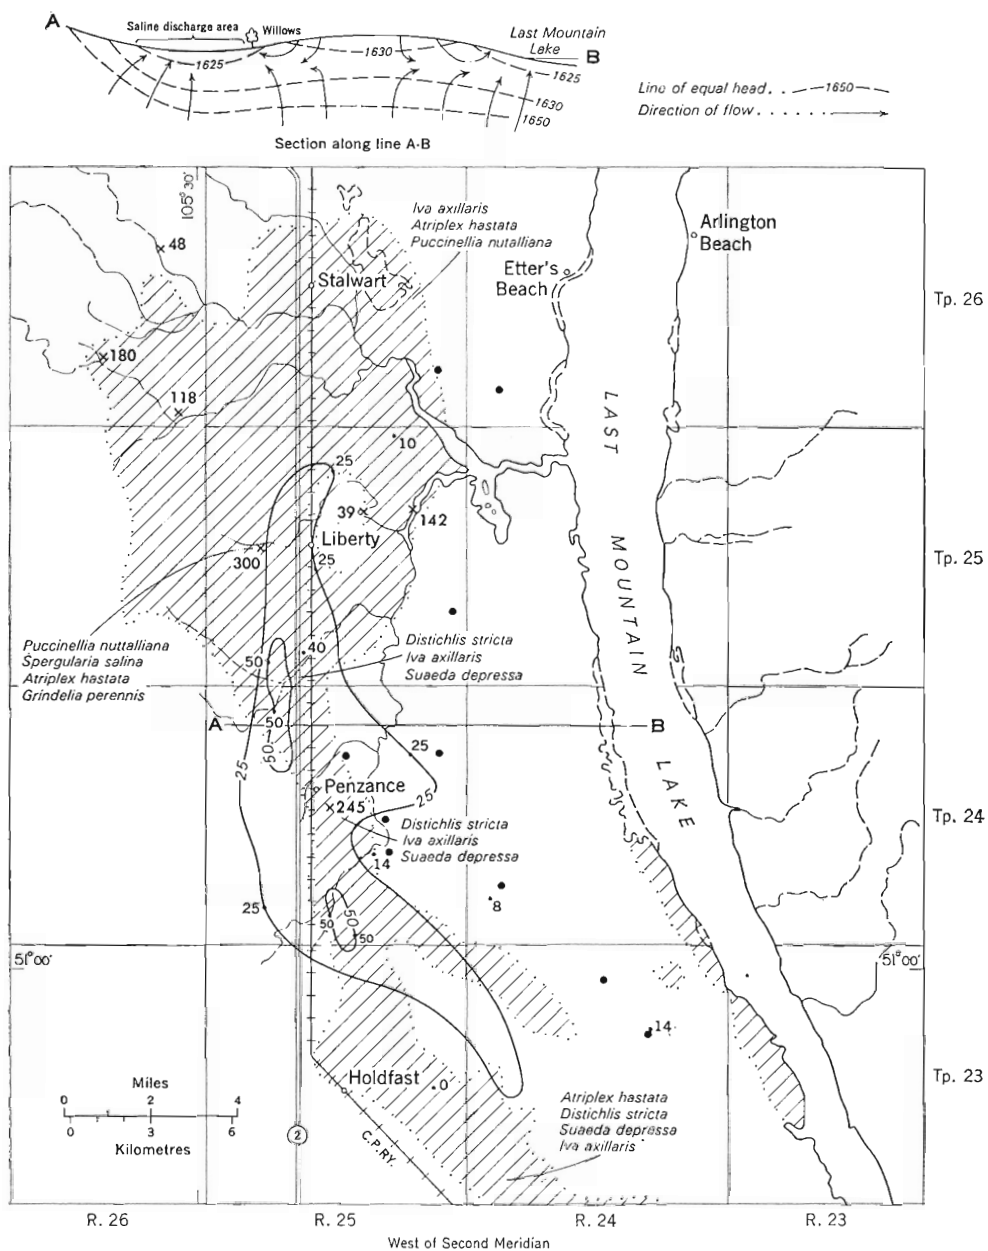 A
Saline discharge area
Willows
Last Mountain
Lake
B
1625
1630
1625
1630
1650
Line of equal head . . 1650
Direction of flow . . . . . .
Section along line A-B
105°30'
Iva axillaris
Atriplex hastata
Puccinellia nutalliana
Arlington
Beach
Etter's
Beach
48
Stalwart
Tp. 26
180
118
10
25
39
142
Liberty
25
300
Tp. 25
LAST MOUNTAIN LAKE
Puccinellia nuttalliana
Spergularia salina
Atriplex hastata
Grindelia perennis
40
50
Distichlis stricta
Iva axillaris
Suaeda depressa
A
50
B
50
25
25
Penzance
25
245
Tp. 24
Distichlis stricta
Iva axillaris
Suaeda depressa
14
8
25
50
50
50
51°00'
51°00'
14
Holdfast
0
Tp. 23
Miles
0 2 4
0 3 6
Kilometres
2
C.P.RY.
Atriplex hastata
Distichlis stricta
Suaeda depressa
Iva axillaris
R. 26
R. 25
R. 24
R. 23
West of Second Meridian